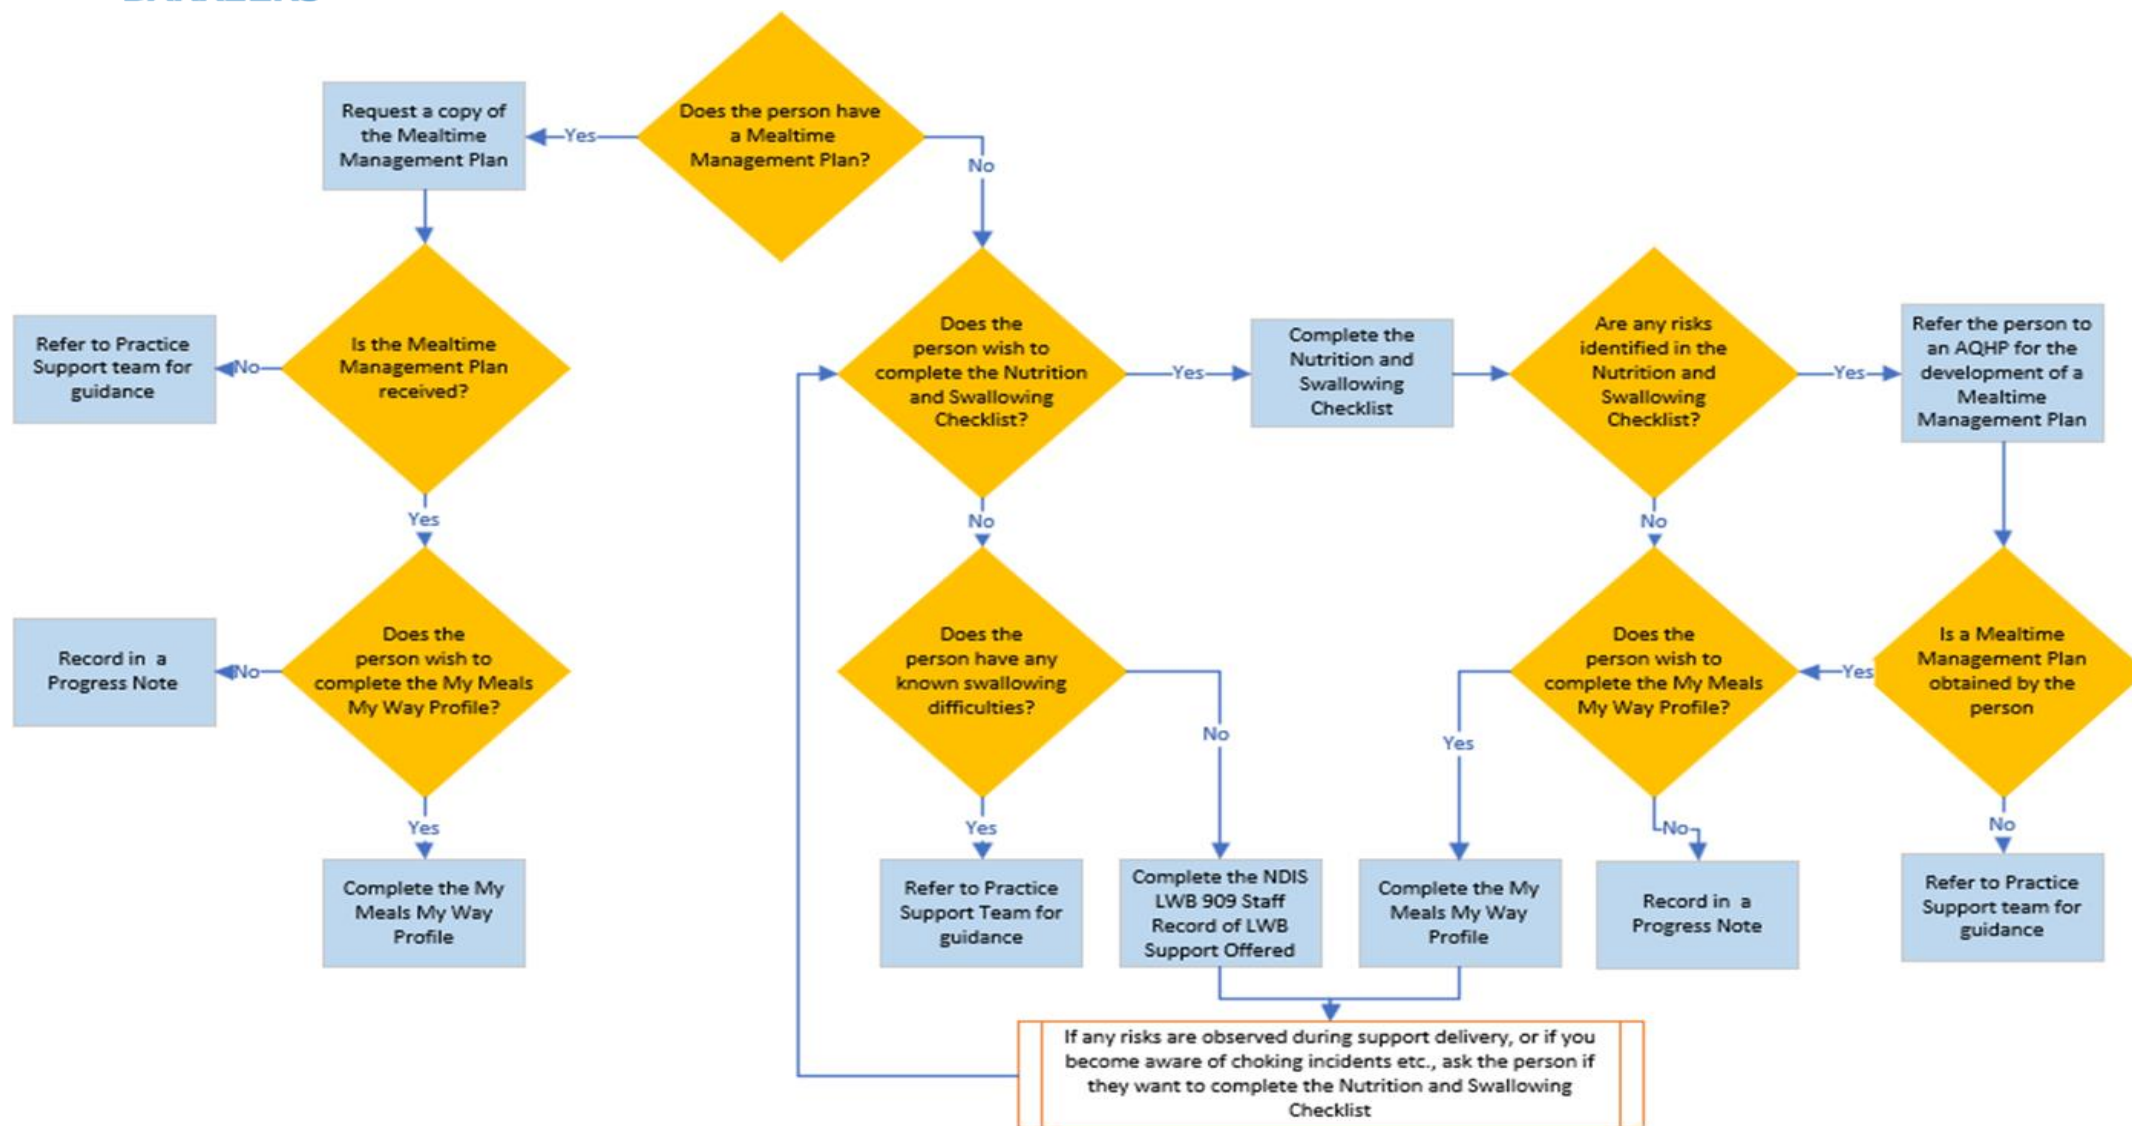 Request a copy of
the Mealtime
Management Plan
Yes
Does the person have
a Mealtime
Management Plan?
No
Refer to Practice
Support team for
guidance
No
Is the Mealtime
Management Plan
received?
Does the
person wish to
complete the Nutrition
and Swallowing
Checklist?
Yes
Complete the
Nutrition and
Swallowing
Checklist
Are any risks
identified in the
Nutrition and
Swallowing
Checklist?
Yes
Refer the person to
an AQHP for the
development of a
Mealtime
Management Plan
Yes
No
No
Record in a
Progress Note
No
Does the
person wish to
complete the My Meals
My Way Profile?
Does the
person have any
known swallowing
difficulties?
No
Does the
person wish to
complete the My Meals
My Way Profile?
Yes
Yes
Is a Mealtime
Management Plan
obtained by the
person
Yes
Yes
No
No
Complete the My
Meals My Way
Profile
Refer to Practice
Support Team for
guidance
Complete the NDIS
LWB 909 Staff
Record of LWB
Support Offered
Complete the My
Meals My Way
Profile
Record in a
Progress Note
Refer to Practice
Support team for
guidance
If any risks are observed during support delivery, or if you
become aware of choking incidents etc., ask the person if
they want to complete the Nutrition and Swallowing
Checklist